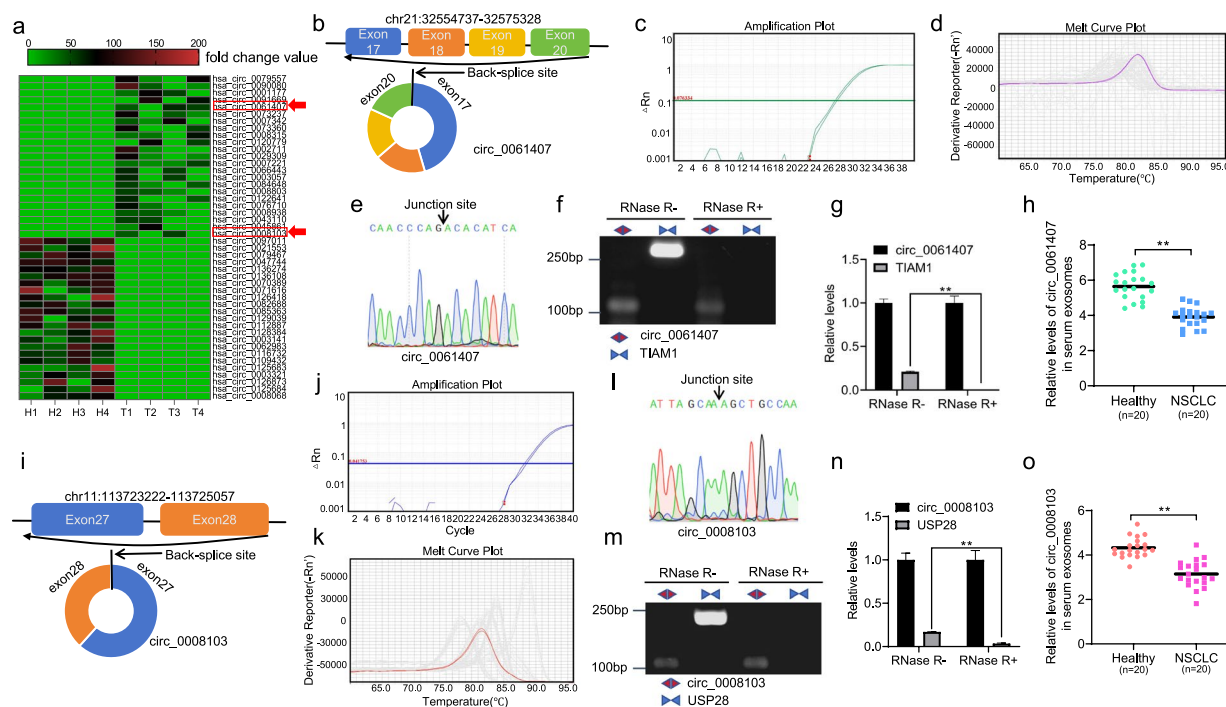 a
0 50 100 150 200
fold change value
hsa_circ_0079557
hsa_circ_0090080
hsa_circ_0001177
hsa_circ_0061407
hsa_circ_0073237
hsa_circ_0007342
hsa_circ_0073360
hsa_circ_0008315
hsa_circ_0120779
hsa_circ_0002711
hsa_circ_0029309
hsa_circ_0007221
hsa_circ_0066443
hsa_circ_0003057
hsa_circ_0084648
hsa_circ_0008803
hsa_circ_0122641
hsa_circ_0076710
hsa_circ_0008938
hsa_circ_0043110
hsa_circ_0008103
hsa_circ_0097011
hsa_circ_0021553
hsa_circ_0079467
hsa_circ_0047744
hsa_circ_0136274
hsa_circ_0136108
hsa_circ_0070389
hsa_circ_0071616
hsa_circ_0126418
hsa_circ_0082688
hsa_circ_0085363
hsa_circ_0129039
hsa_circ_0112887
hsa_circ_0128384
hsa_circ_0003141
hsa_circ_0062983
hsa_circ_0116732
hsa_circ_0109432
hsa_circ_0125683
hsa_circ_0003321
hsa_circ_0126873
hsa_circ_0125684
hsa_circ_0008068
H1 H2 H3 H4 T1 T2 T3 T4
b
chr21:32554737-32575328
Exon 17
Exon 18
Exon 19
Exon 20
Back-splice site
exon20
exon17
circ_0061407
c
Amplification Plot
ΔRn
10
1
0.1
0.01
0.001
2 4 6 8 10 12 14 16 18 20 22 24 26 28 30 32 34 36 38
d
Melt Curve Plot
Derivative Reporter(-Rn')
40000
20000
0
-20000
-40000
-60000
65.0 70.0 75.0 80.0 85.0 90.0 95.0
Temperature(℃)
e
Junction site
CAACCCAGACACATCA
circ_0061407
f
RNase R- RNase R+
250bp
100bp
circ_0061407
TIAM1
g
circ_0061407
TIAM1
Relative levels
1.5
1.0
0.5
0.0
**
RNase R- RNase R+
h
Relative levels of circ_0061407
in serum exosomes
8
6
4
2
0
**
Healthy NSCLC
(n=20) (n=20)
i
chr11:113723222-113725057
Exon27
Exon28
Back-splice site
exon28
exon27
circ_0008103
j
Amplification Plot
ΔRn
10
1
0.1
0.01
0.001
2 4 6 8 10 12 14 16 18 20 22 24 26 28 30 32 34 36 38 40
Cycle
k
Melt Curve Plot
Derivative Reporter(-Rn')
50000
30000
0
-30000
-50000
65.0 70.0 75.0 80.0 85.0 90.0 95.0
Temperature(℃)
l
Junction site
ATTAGCAAAGCTGCCAA
circ_0008103
m
RNase R- RNase R+
250bp
100bp
circ_0008103
USP28
n
circ_0008103
USP28
Relative levels
1.5
1.0
0.5
0.0
**
RNase R- RNase R+
o
Relative levels of circ_0008103
in serum exosomes
6
4
2
0
**
Healthy NSCLC
(n=20) (n=20)